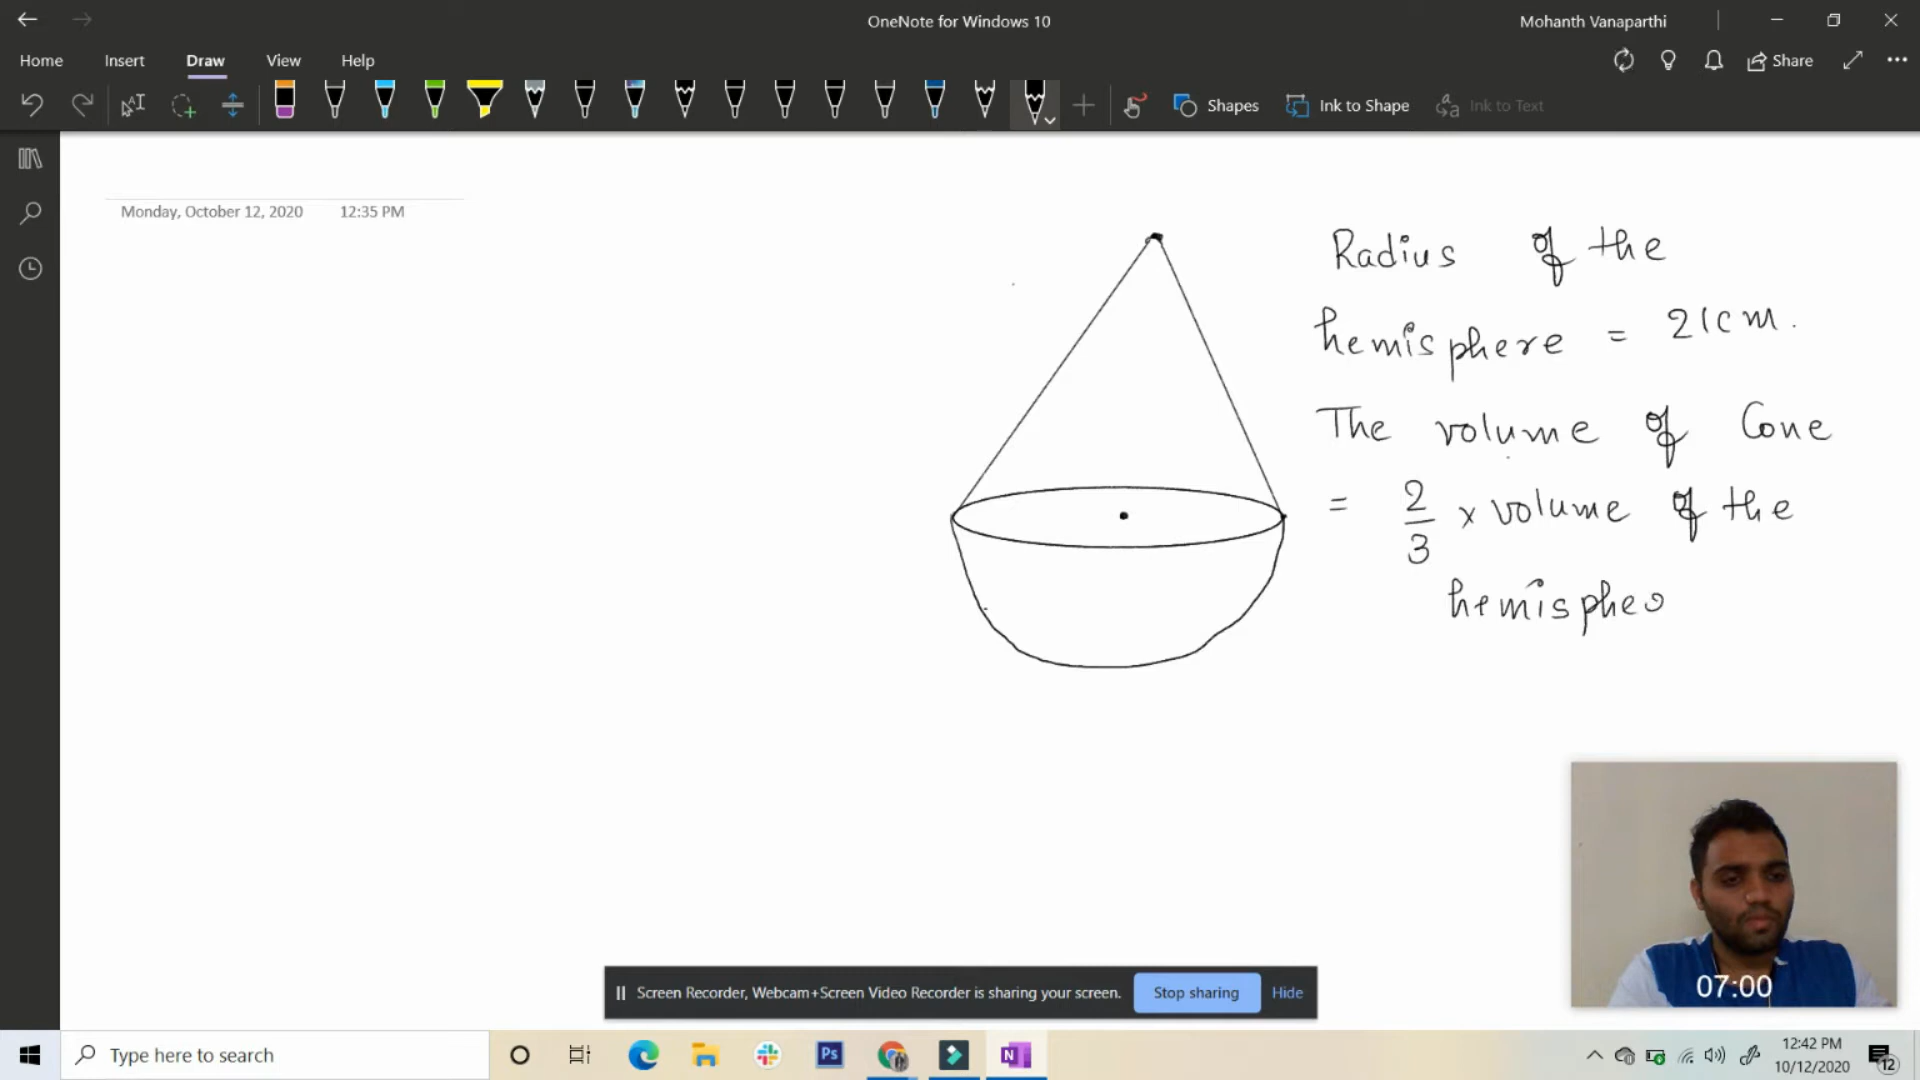 OneNote for Windows 10
Mohanth Vanaparthi
Home Insert Draw View Help
Share
Shapes
Ink to Shape
Ink to Text
Monday, October 12, 2020 12:35 PM
Radius of the
hemisphere = 21cm.
The volume of Cone
= 2/3 x volume of the
hemispheo
07:00
Screen Recorder, Webcam+Screen Video Recorder is sharing your screen.
Stop sharing
Hide
Type here to search
Ps
N
12:42 PM
10/12/2020
12